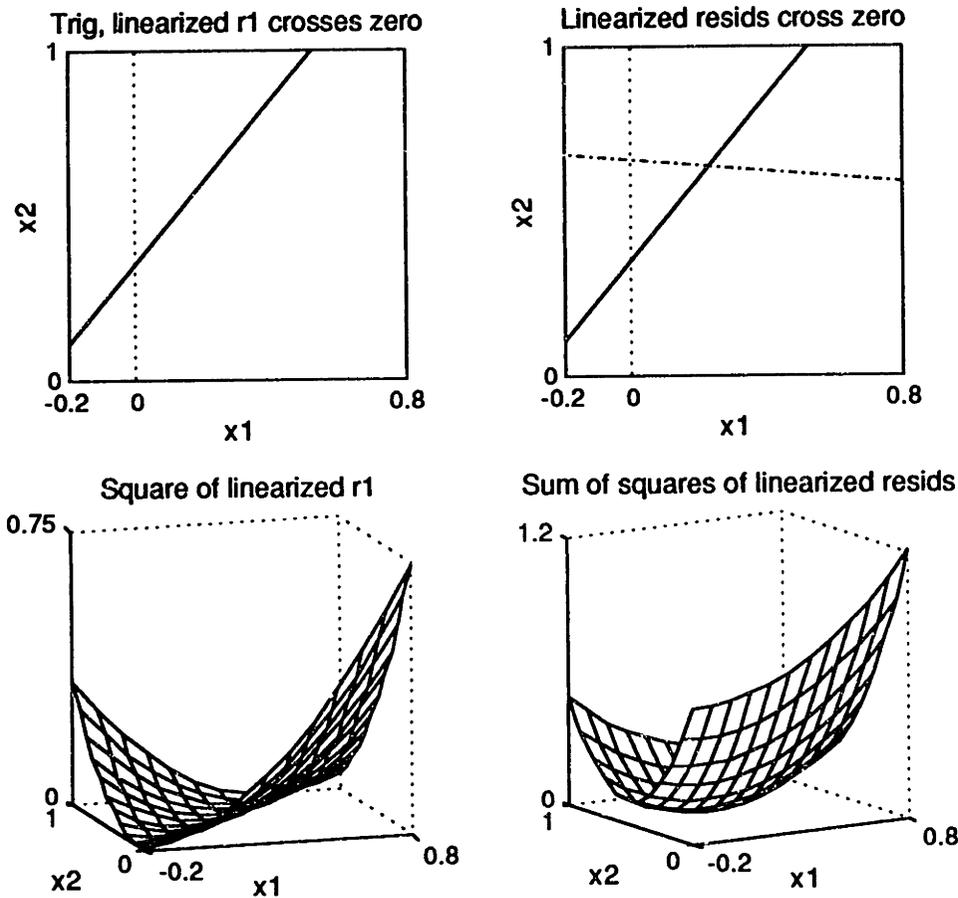 Trig, linearized r1 crosses zero
1
x2
0
-0.2
0
0.8
x1
Linearized resids cross zero
1
x2
0
-0.2
0
0.8
x1
Square of linearized r1
0.75
0
1
x2
0
-0.2
x1
0.8
Sum of squares of linearized resids
1.2
0
1
x2
0
-0.2
x1
0.8